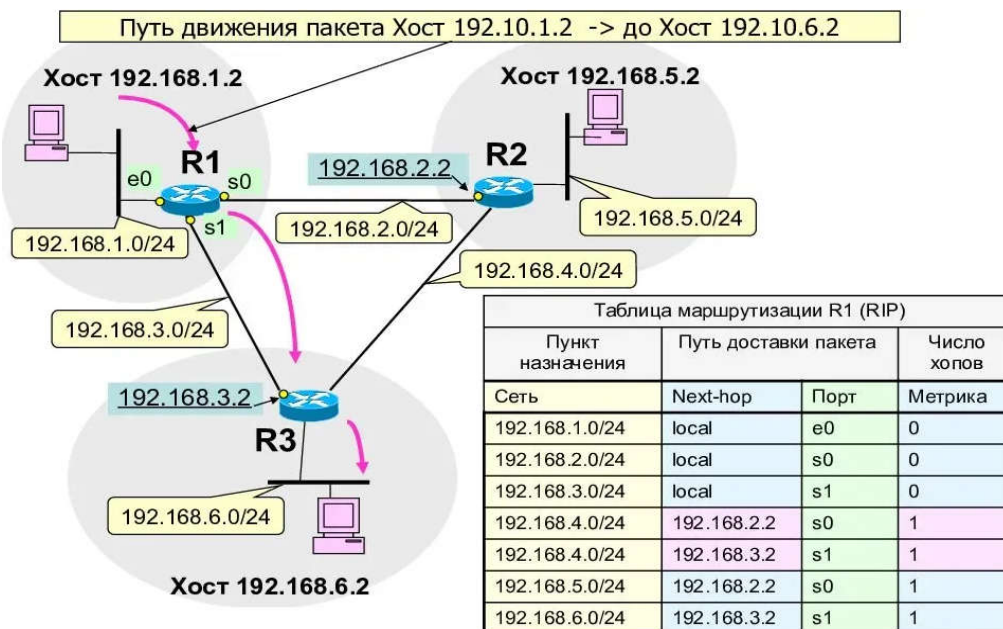 Путь движения пакета Хост 192.10.1.2 -> до Хост 192.10.6.2
Хост 192.168.1.2
Хост 192.168.5.2
R1
R2
192.168.2.2
e0
s0
s1
192.168.1.0/24
192.168.2.0/24
192.168.5.0/24
192.168.4.0/24
192.168.3.0/24
192.168.3.2
R3
192.168.6.0/24
Хост 192.168.6.2
Таблица маршрутизации R1 (RIP)
Пункт назначения Путь доставки пакета Число хопов
Сеть Next-hop Порт Метрика
192.168.1.0/24 local e0 0
192.168.2.0/24 local s0 0
192.168.3.0/24 local s1 0
192.168.4.0/24 192.168.2.2 s0 1
192.168.4.0/24 192.168.3.2 s1 1
192.168.5.0/24 192.168.2.2 s0 1
192.168.6.0/24 192.168.3.2 s1 1